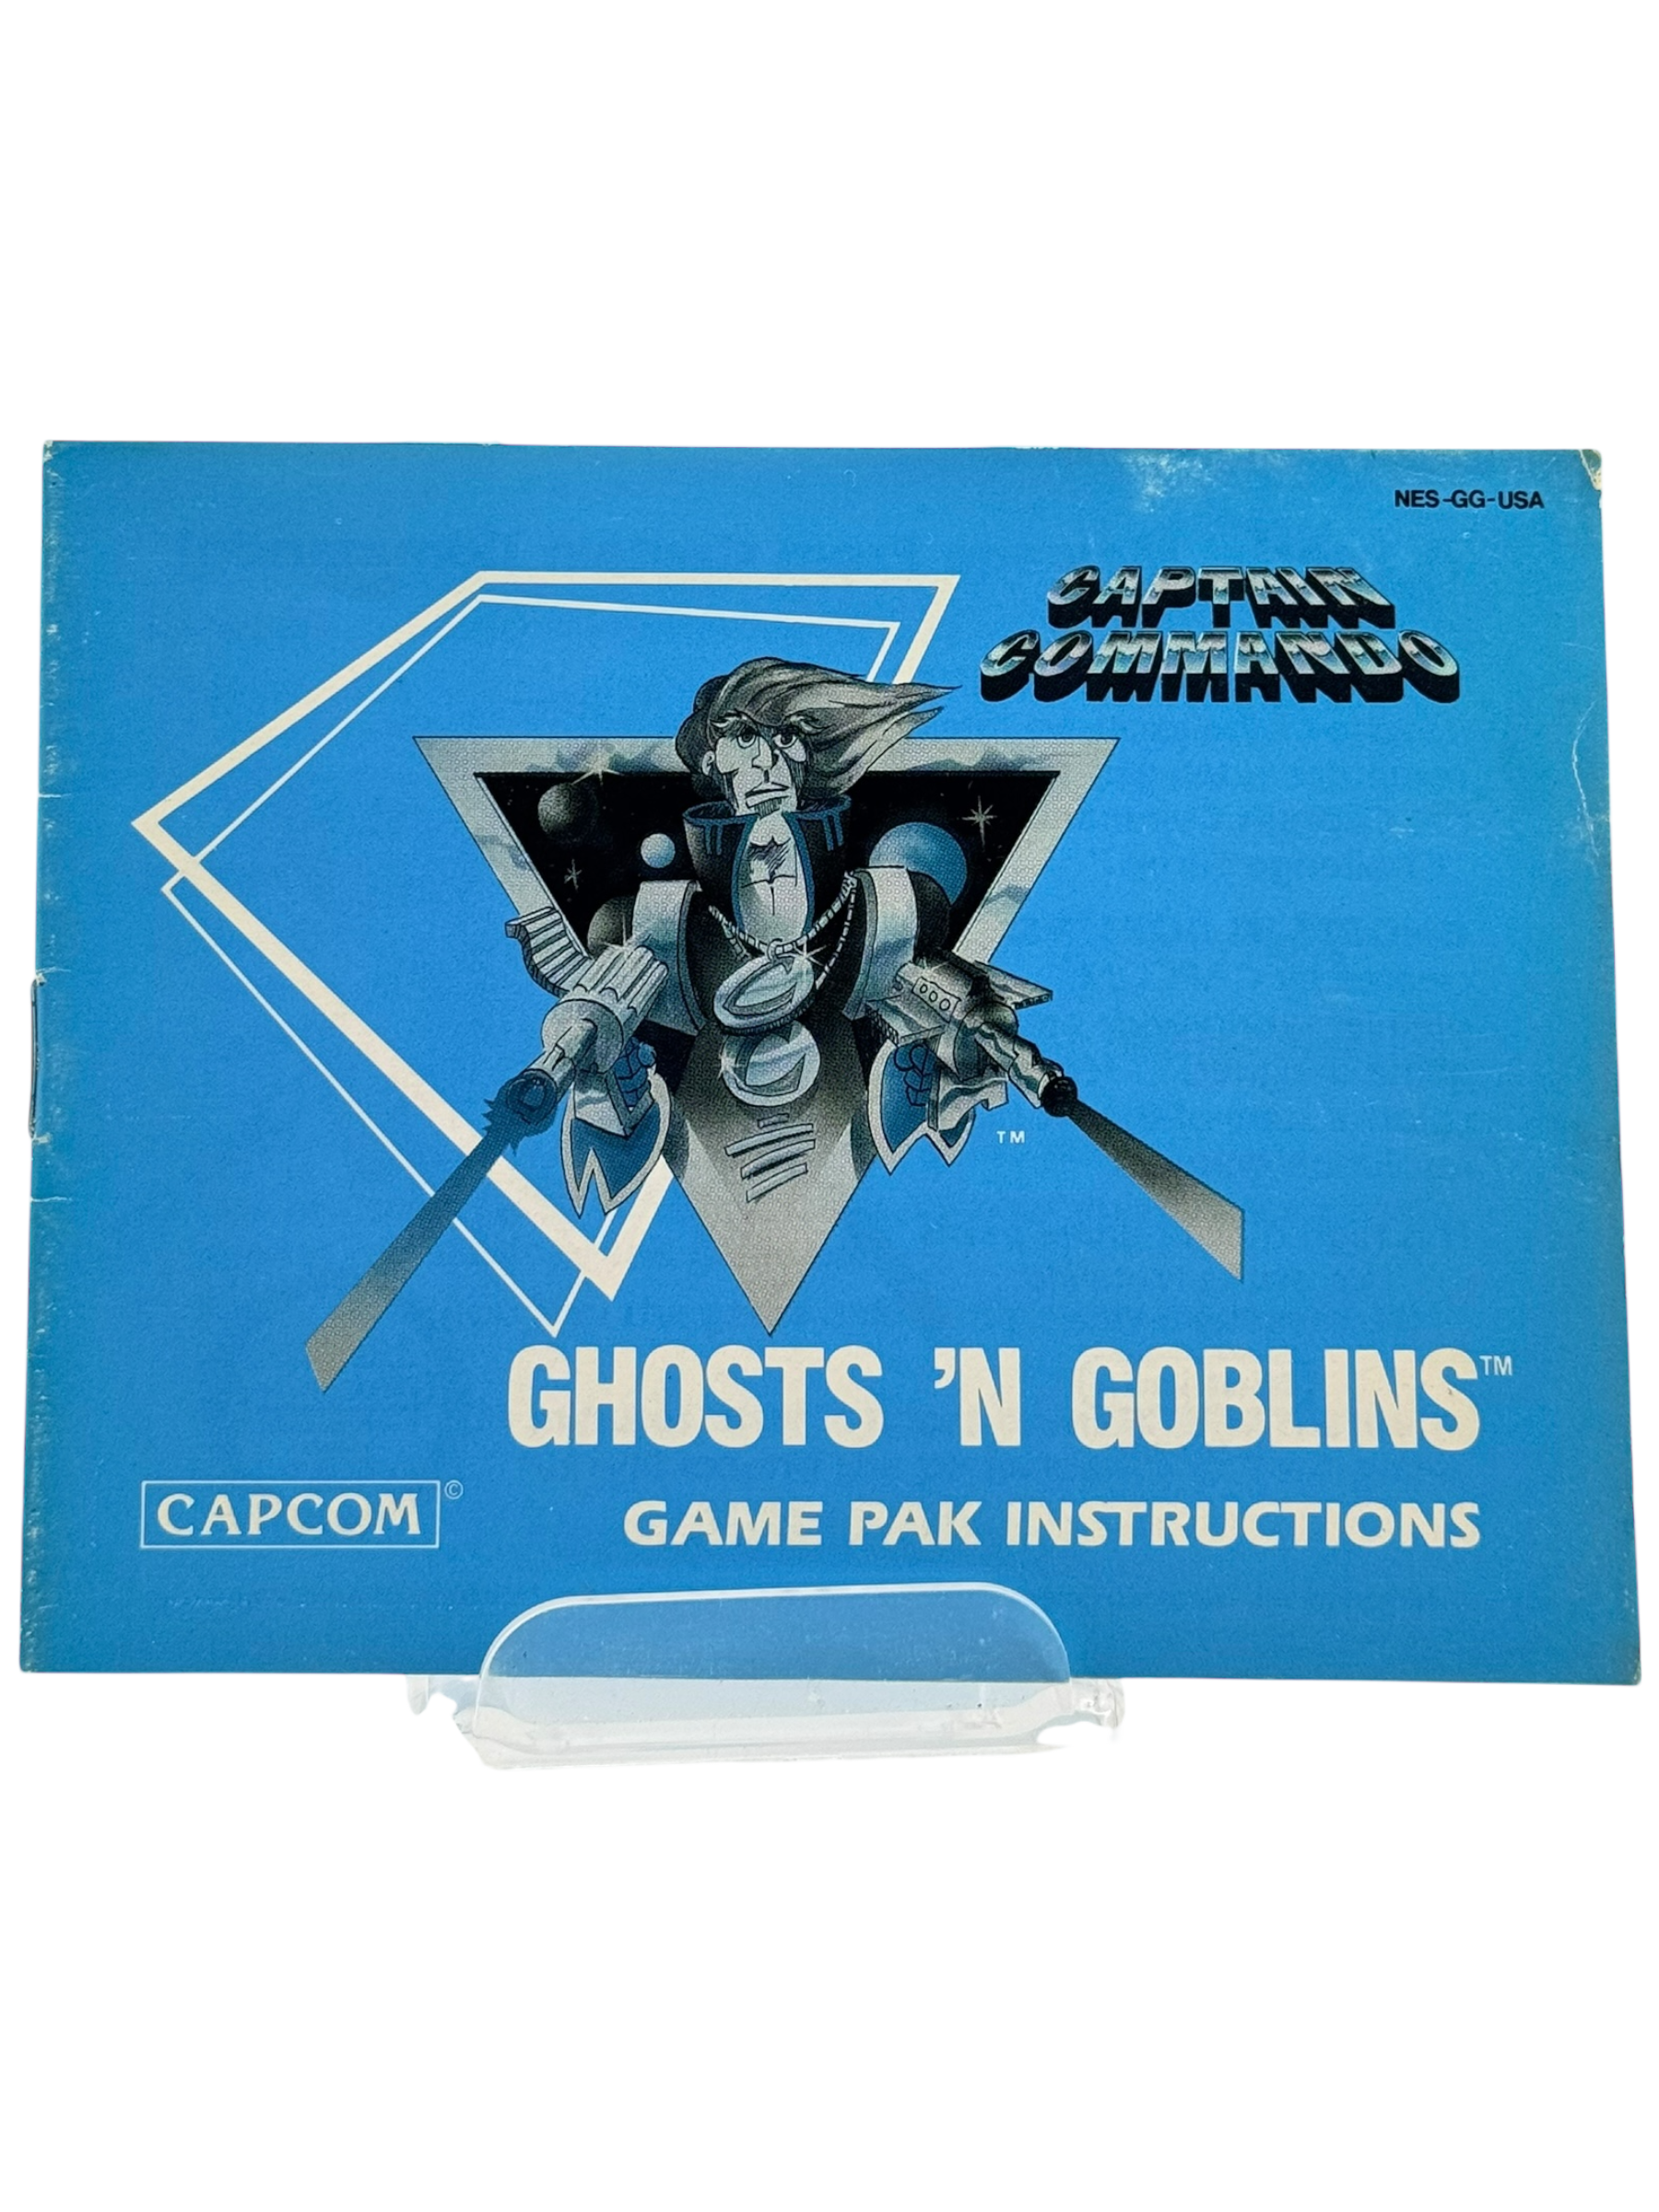 NES-GG-USA
CAPTAIN
COMMANDO
TM
GHOSTS 'N GOBLINS™
CAPCOM©
GAME PAK INSTRUCTIONS